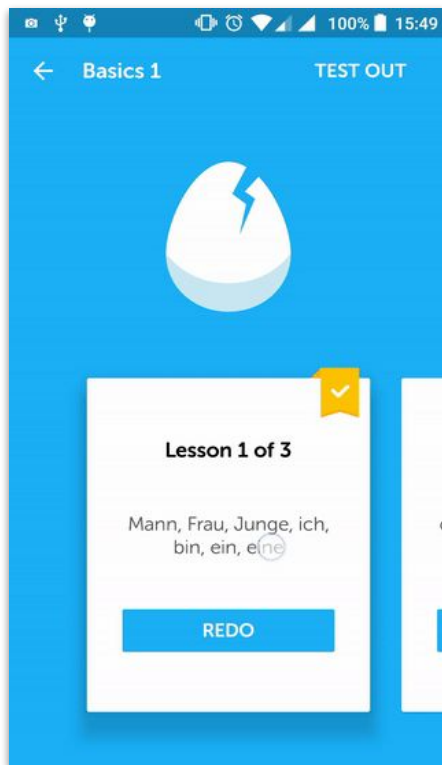 100% 15:49
Basics 1 TEST OUT
Lesson 1 of 3
Mann, Frau, Junge, ich,
bin, ein, eine
REDO